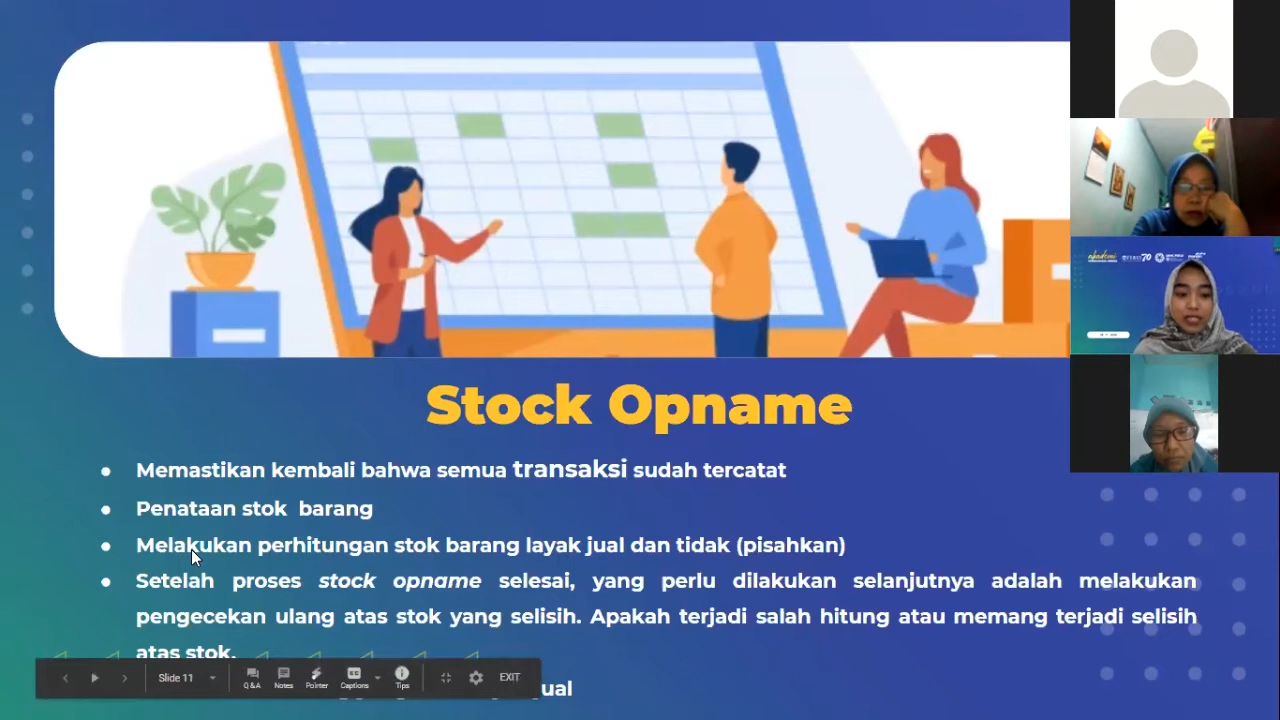 Stock Opname
• Memastikan kembali bahwa semua transaksi sudah tercatat
• Penataan stok barang
• Melakukan perhitungan stok barang layak jual dan tidak (pisahkan)
• Setelah proses stock opname selesai, yang perlu dilakukan selanjutnya adalah melakukan
pengecekan ulang atas stok yang selisih. Apakah terjadi salah hitung atau memang terjadi selisih
atas stok.
Slide 11
Q&A
Notes
Pointer
Captions
Tips
EXIT